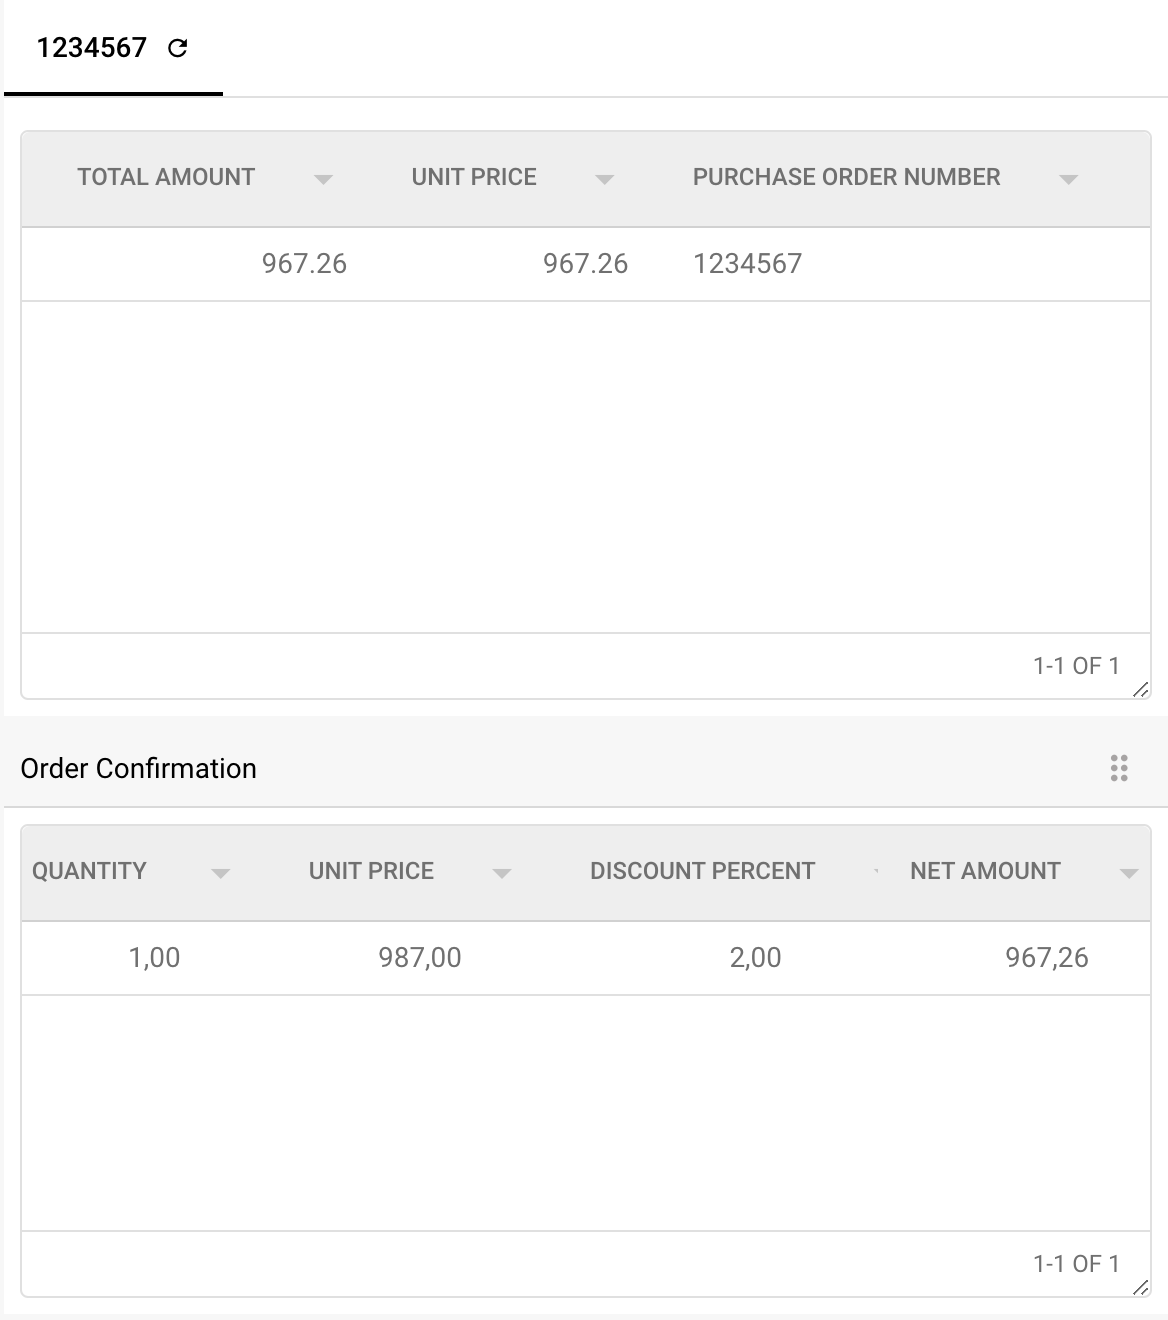 1234567
TOTAL AMOUNT UNIT PRICE PURCHASE ORDER NUMBER
967.26 967.26 1234567
1-1 OF 1
Order Confirmation
QUANTITY UNIT PRICE DISCOUNT PERCENT NET AMOUNT
1,00 987,00 2,00 967,26
1-1 OF 1